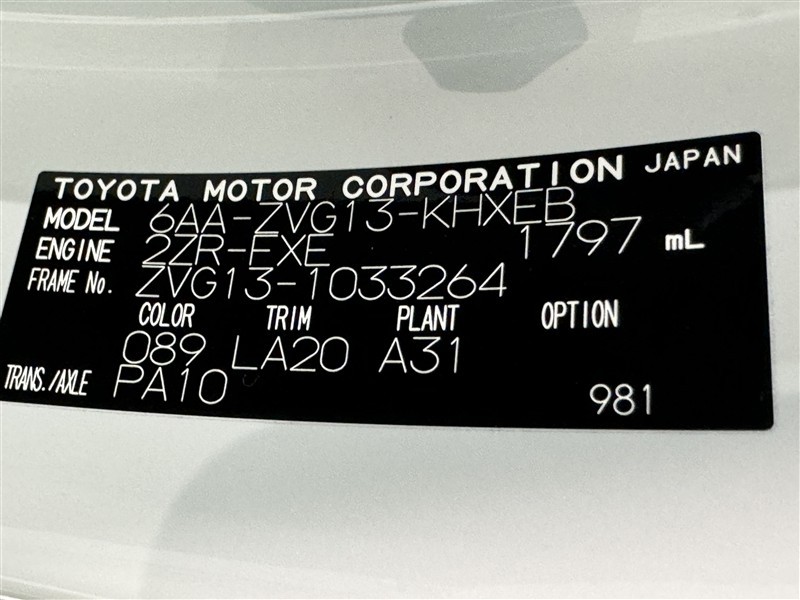 TOYOTA MOTOR CORPORATION JAPAN
MODEL 6AA-ZVG13-KHXEB
ENGINE 2ZR-FXE 1797 mL
FRAME No. ZVG13-1033264
COLOR TRIM PLANT OPTION
089 LA20 A31
TRANS./AXLE PA10 981